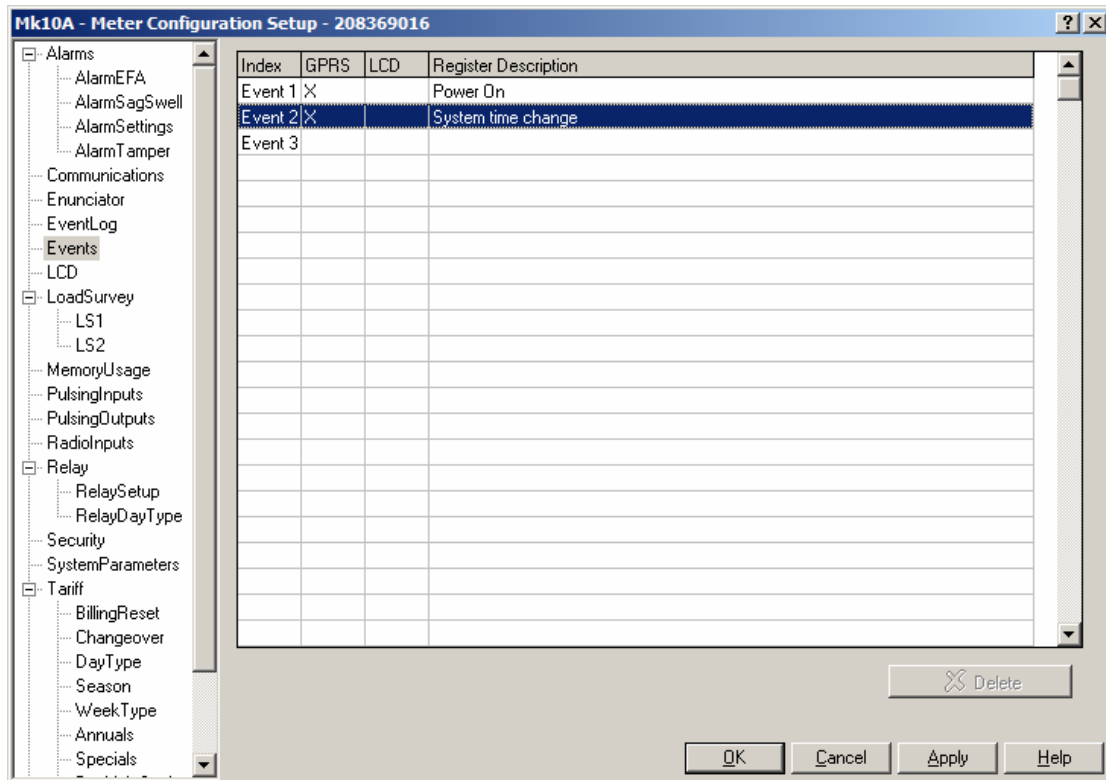 Mk10A - Meter Configuration Setup - 208369016
Alarms
AlarmEFA
AlarmSagSwell
AlarmSettings
AlarmTamper
Communications
Enunciator
EventLog
Events
LCD
LoadSurvey
LS1
LS2
MemoryUsage
PulsingInputs
PulsingOutputs
RadioInputs
Relay
RelaySetup
RelayDayType
Security
SystemParameters
Tariff
BillingReset
Changeover
DayType
Season
WeekType
Annuals
Specials
Index GPRS LCD Register Description
Event 1 X Power On
Event 2 X System time change
Event 3
Delete
OK Cancel Apply Help